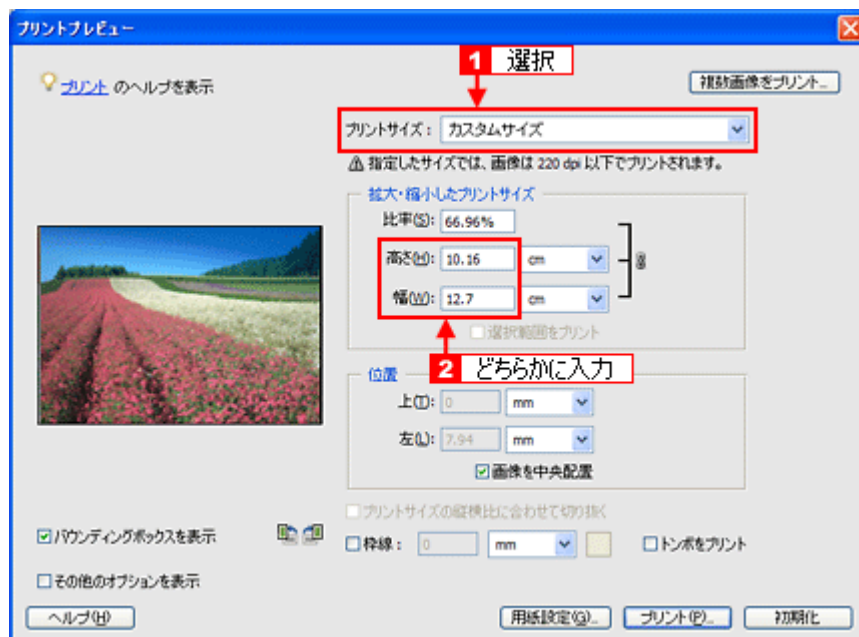 プリントプレビュー
1 選択
プリント のヘルプを表示
複数画像をプリント...
プリントサイズ： カスタムサイズ
指定したサイズでは、画像は 220 dpi 以下でプリントされます。
拡大・縮小したプリントサイズ
比率(S)： 66.96%
高さ(H)： 10.16 cm
幅(W)： 12.7 cm
選択範囲をプリント
2 どちらかに入力
位置
上(T)： 0 mm
左(L)： 7.94 mm
画像を中央配置
プリントサイズの縦横比に合わせて切り抜く
バウンディングボックスを表示
枠線： 0 mm
トンボをプリント
その他のオプションを表示
ヘルプ(H)
用紙設定(G)...
プリント(P)...
初期化